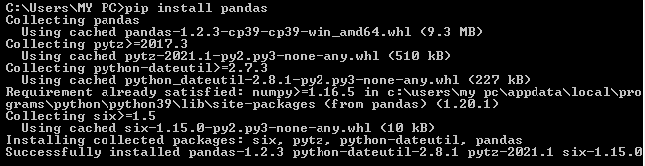 C:\Users\MY PC>pip install pandas
Collecting pandas
  Using cached pandas-1.2.3-cp39-cp39-win_amd64.whl (9.3 MB)
Collecting pytz>=2017.3
  Using cached pytz-2021.1-py2.py3-none-any.whl (510 kB)
Collecting python-dateutil>=2.7.3
  Using cached python_dateutil-2.8.1-py2.py3-none-any.whl (227 kB)
Requirement already satisfied: numpy>=1.16.5 in c:\users\my pc\appdata\local\pro
grams\python\python39\lib\site-packages (from pandas) (1.20.1)
Collecting six>=1.5
  Using cached six-1.15.0-py2.py3-none-any.whl (10 kB)
Installing collected packages: six, pytz, python-dateutil, pandas
Successfully installed pandas-1.2.3 python-dateutil-2.8.1 pytz-2021.1 six-1.15.0